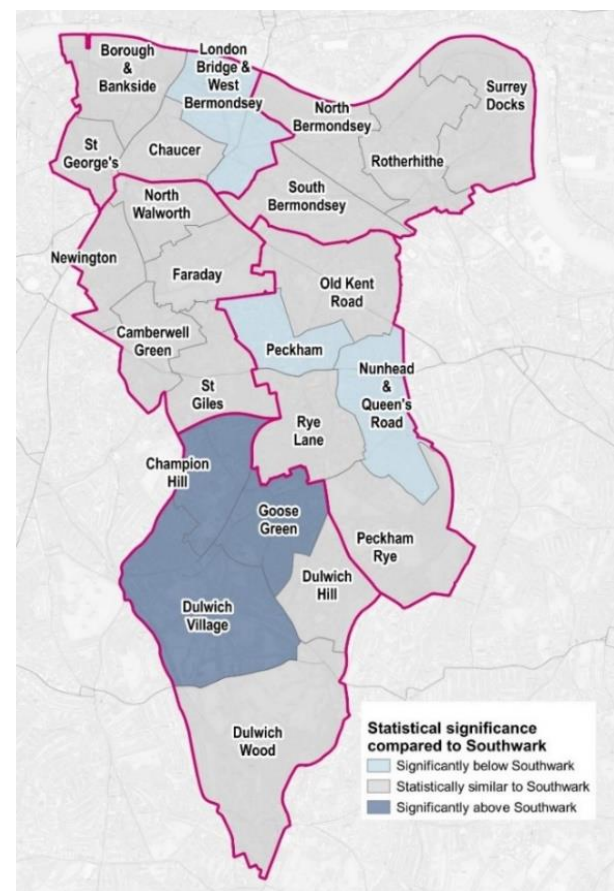 Borough
&
Bankside
London
Bridge &
West
Bermondsey
Surrey
Docks
North
Bermondsey
St
George's
Chaucer
Rotherhithe
South
Bermondsey
North
Walworth
Newington
Faraday
Old Kent
Road
Camberwell
Green
Peckham
Nunhead
&
Queen's
Road
St
Giles
Rye
Lane
Champion
Hill
Goose
Green
Peckham
Rye
Dulwich
Hill
Dulwich
Village
Dulwich
Wood
Statistical significance
compared to Southwark
Significantly below Southwark
Statistically similar to Southwark
Significantly above Southwark